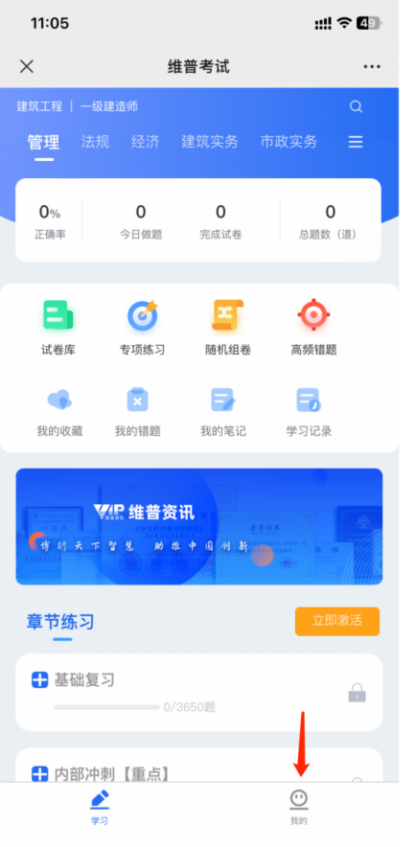 11:05
49
维普考试
建筑工程 | 一级建造师
管理 法规 经济 建筑实务 市政实务
0% 0 0 0
正确率 今日做题 完成试卷 总题数（道）
试卷库 专项练习 随机组卷 高频错题
我的收藏 我的错题 我的笔记 学习记录
VIP 维普资讯
博闻天下智慧 助推中国创新
章节练习 立即激活
基础复习
0/3650题
内部冲刺【重点】
学习 我的